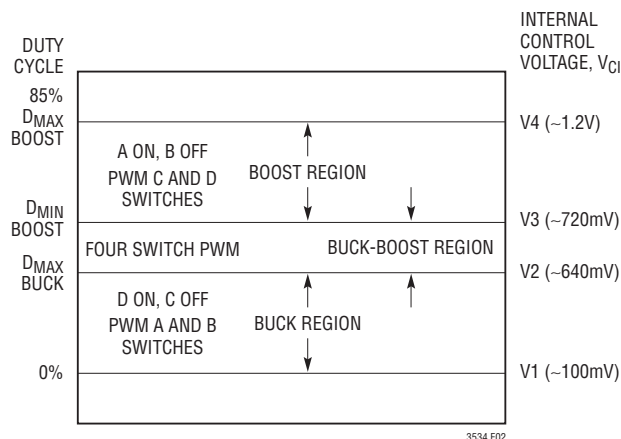 DUTY
CYCLE
INTERNAL
CONTROL
VOLTAGE, VCI
85%
DMAX
BOOST
V4 (~1.2V)
A ON, B OFF
PWM C AND D
SWITCHES
BOOST REGION
DMIN
BOOST
V3 (~720mV)
FOUR SWITCH PWM
BUCK-BOOST REGION
DMAX
BUCK
V2 (~640mV)
D ON, C OFF
PWM A AND B
SWITCHES
BUCK REGION
0%
V1 (~100mV)
3534 F02